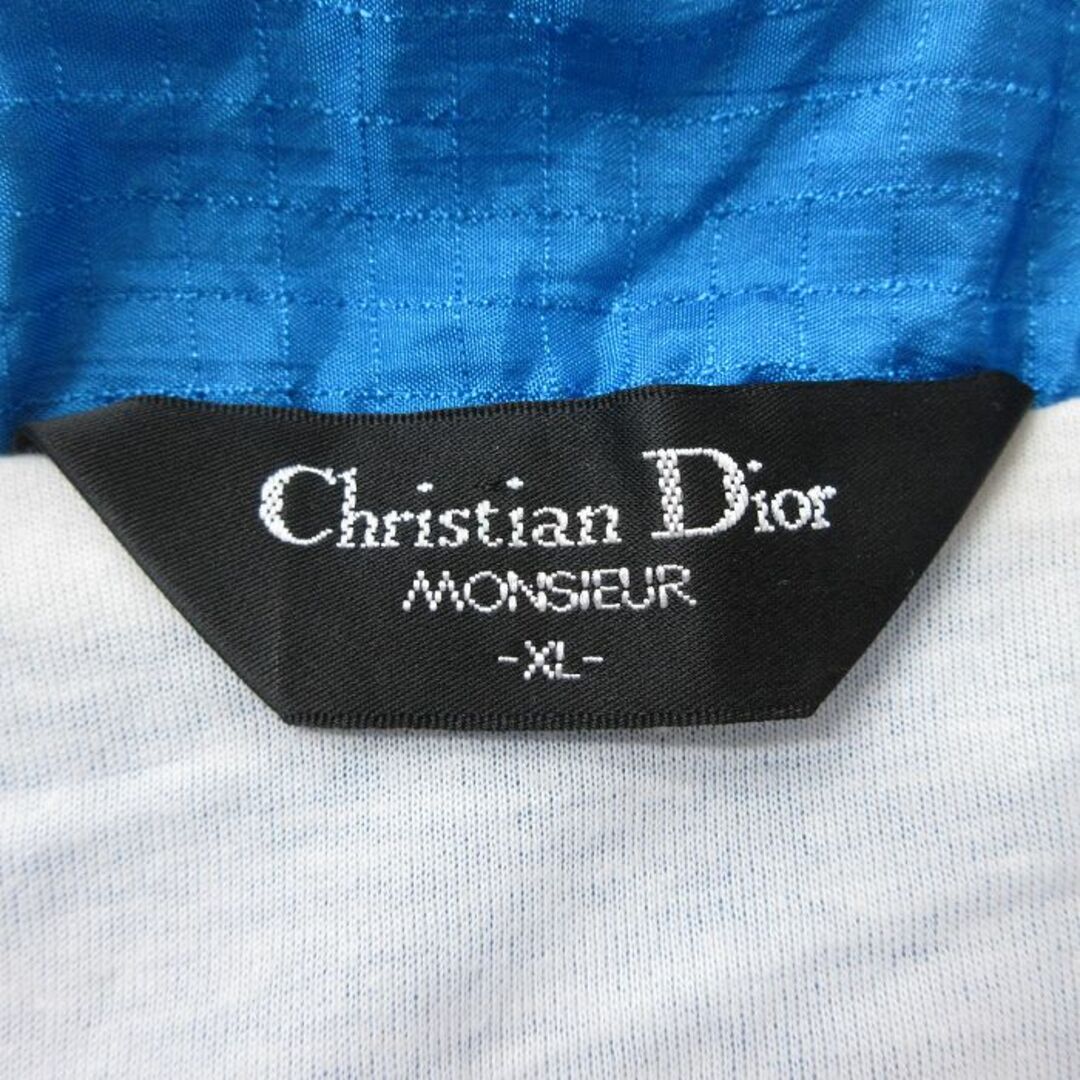 Christian Dior
MONSIEUR
-XL-